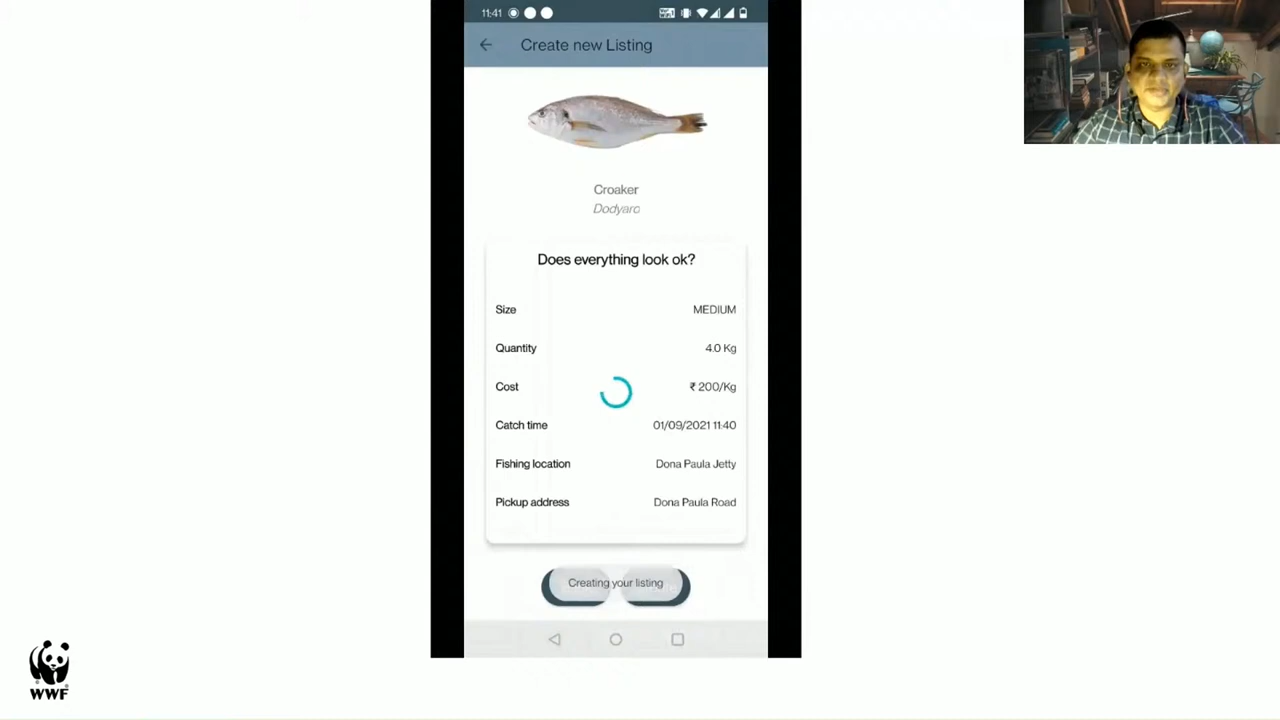 11:41
Create new Listing
Croaker
Dodyaro
Does everything look ok?
Size MEDIUM
Quantity 4.0 Kg
Cost ₹ 200/Kg
Catch time 01/09/2021 11:40
Fishing location Dona Paula Jetty
Pickup address Dona Paula Road
Creating your listing
WWF